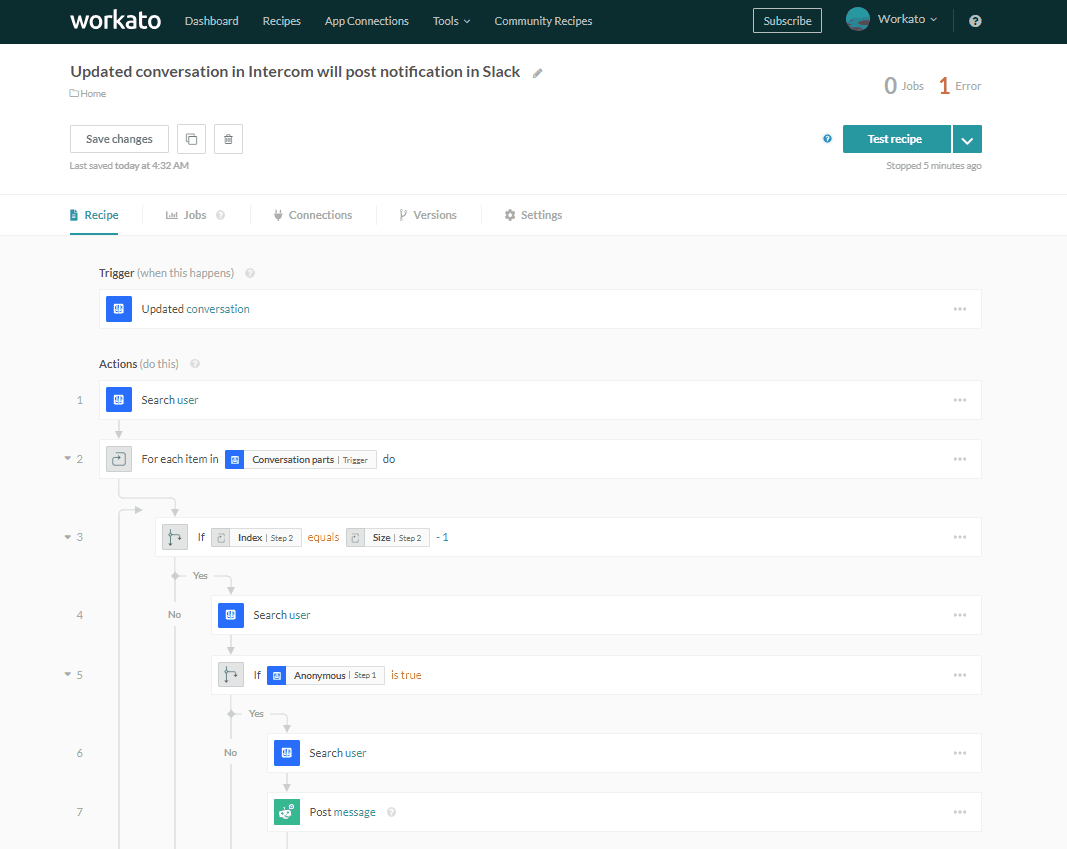 workato Dashboard Recipes App Connections Tools Community Recipes Subscribe Workato ?
Updated conversation in Intercom will post notification in Slack
Home
0 Jobs 1 Error
Save changes
? Test recipe
Last saved today at 4:32 AM
Stopped 5 minutes ago
Recipe Jobs ? Connections Versions Settings
Trigger (when this happens) ?
Updated conversation
Actions (do this) ?
1 Search user
2 For each item in Conversation parts | Trigger do
3 If Index | Step 2 equals Size | Step 2 - 1
Yes
No
4 Search user
5 If Anonymous | Step 1 is true
Yes
No
6 Search user
7 Post message ?